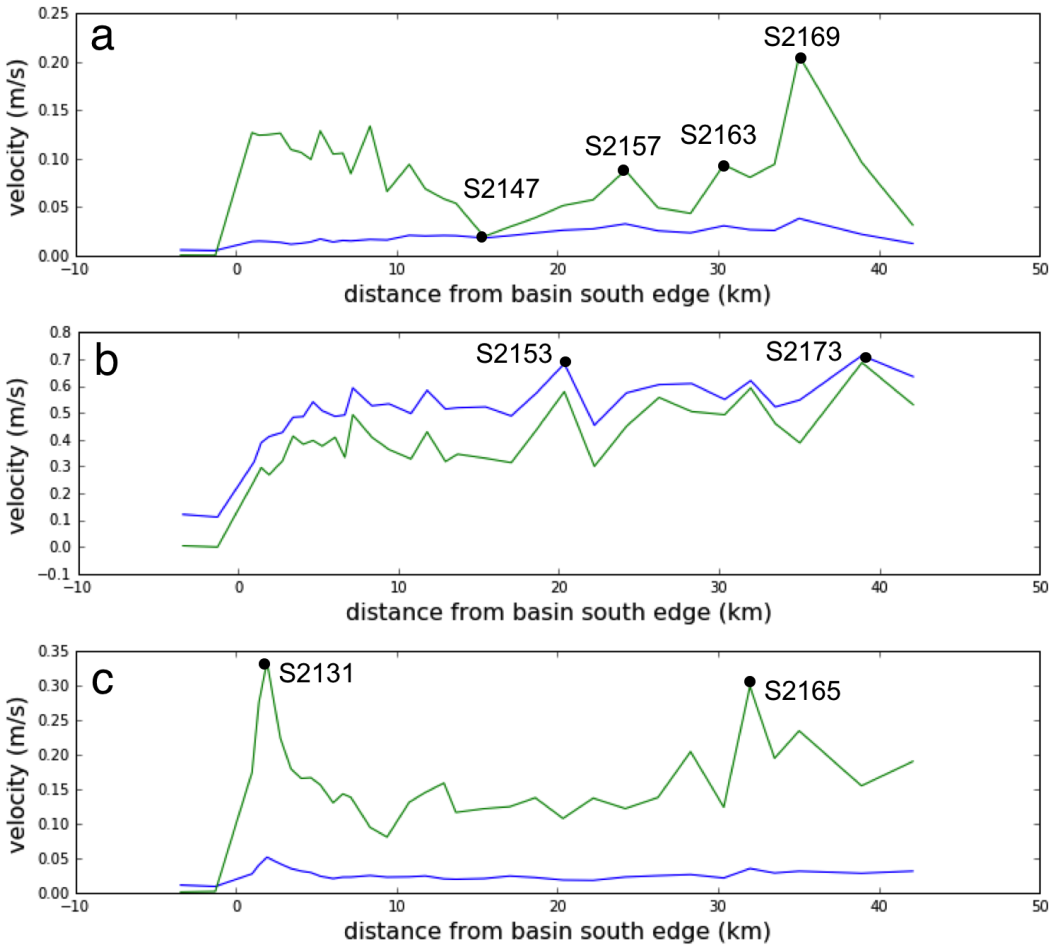 a
0.25
0.20
0.15
0.10
0.05
0.00
velocity (m/s)
S2147
S2157
S2163
S2169
−10 0 10 20 30 40 50
distance from basin south edge (km)
b
0.8
0.7
0.6
0.5
0.4
0.3
0.2
0.1
0.0
−0.1
velocity (m/s)
S2153
S2173
−10 0 10 20 30 40 50
distance from basin south edge (km)
c
0.35
0.30
0.25
0.20
0.15
0.10
0.05
0.00
velocity (m/s)
S2131
S2165
−10 0 10 20 30 40 50
distance from basin south edge (km)